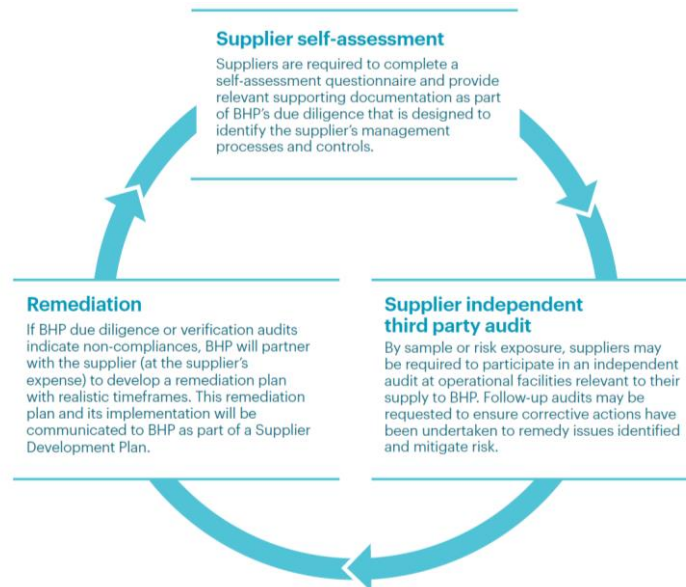 Supplier self-assessment
Suppliers are required to complete a
self-assessment questionnaire and provide
relevant supporting documentation as part
of BHP's due diligence that is designed to
identify the supplier's management
processes and controls.
Remediation
If BHP due diligence or verification audits
indicate non-compliances, BHP will partner
with the supplier (at the supplier's
expense) to develop a remediation plan
with realistic timeframes. This remediation
plan and its implementation will be
communicated to BHP as part of a Supplier
Development Plan.
Supplier independent
third party audit
By sample or risk exposure, suppliers may
be required to participate in an independent
audit at operational facilities relevant to their
supply to BHP. Follow-up audits may be
requested to ensure corrective actions have
been undertaken to remedy issues identified
and mitigate risk.